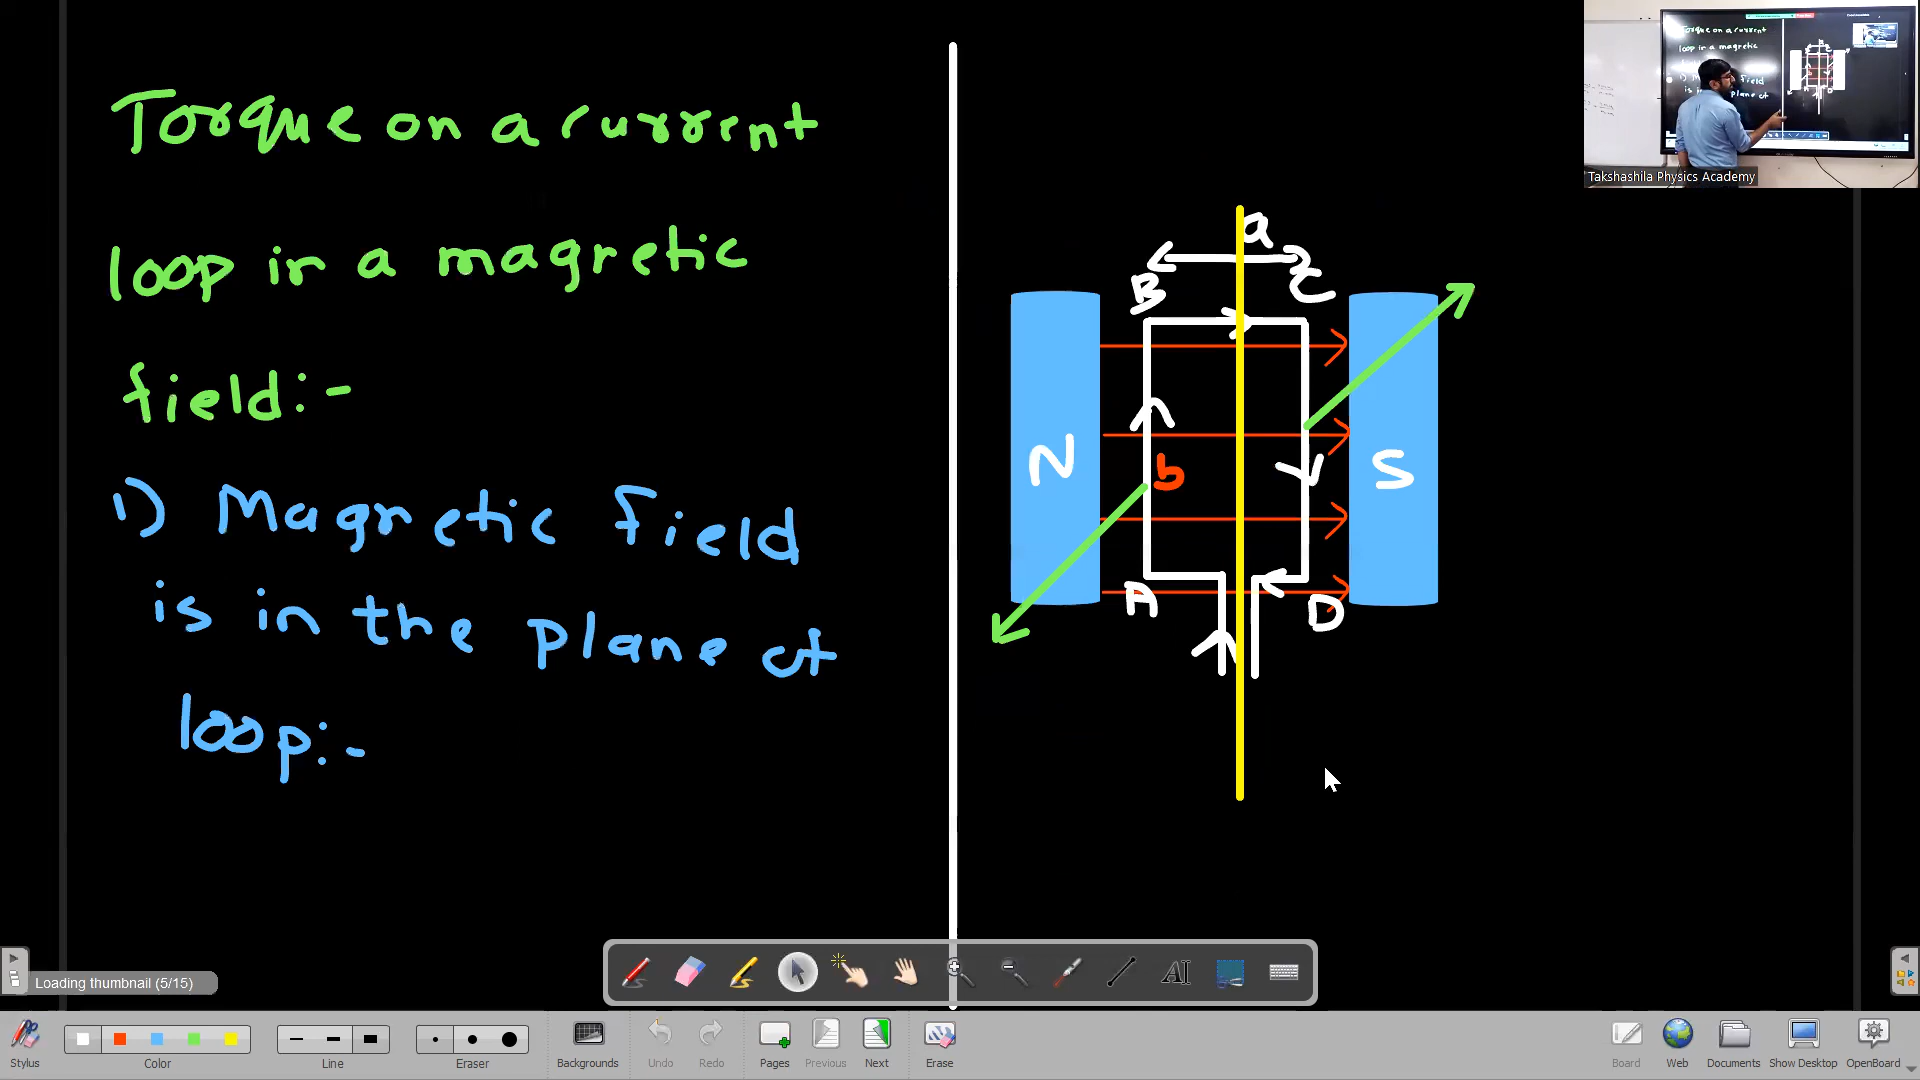 Torque on a current
loop in a magnetic
field:-
1) Magnetic field
is in the plane of
loop:-
a
B
C
N
b
S
A
D
Takshashila Physics Academy
Loading thumbnail (5/15)
Stylus
Color
Line
Eraser
Backgrounds
Undo
Redo
Pages
Previous
Next
Erase
Board
Web
Documents
Show Desktop
OpenBoard